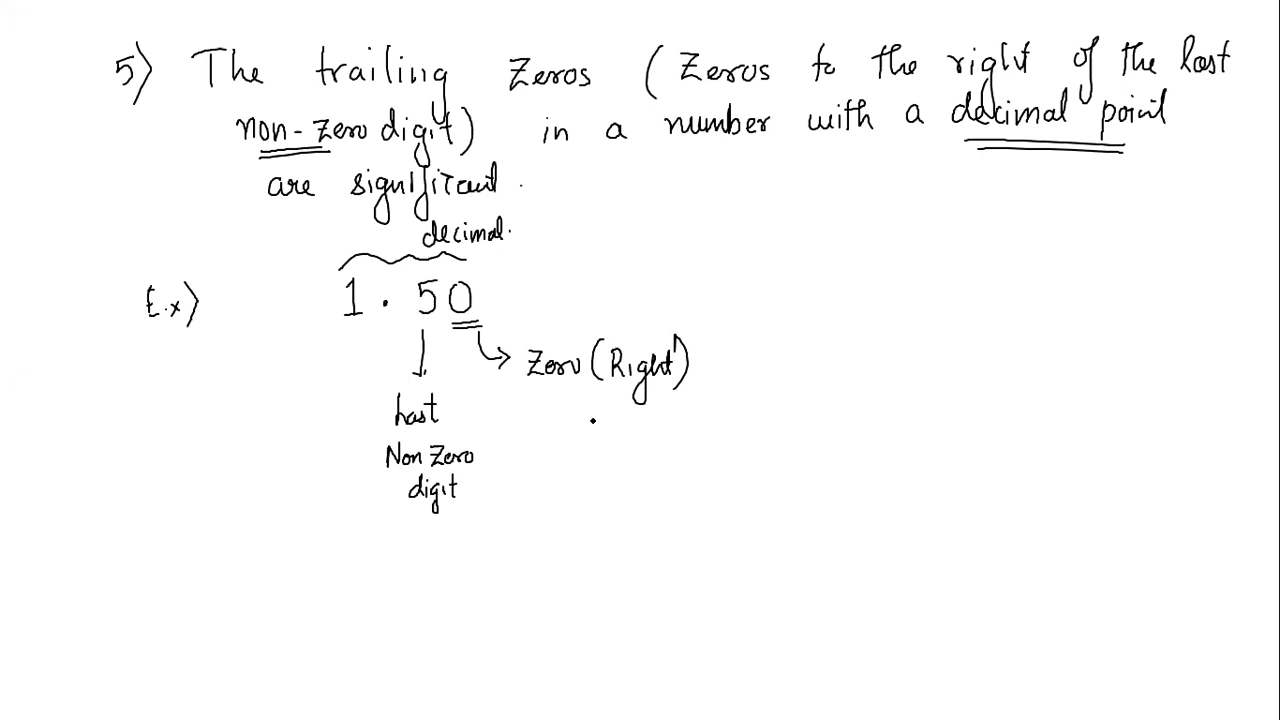 5) The trailing Zeros (Zeros to the right of the last
non-zero digit) in a number with a decimal point
are significant.
decimal.
E.x) 1.50
Zero (Right)
Last
Non Zero
digit